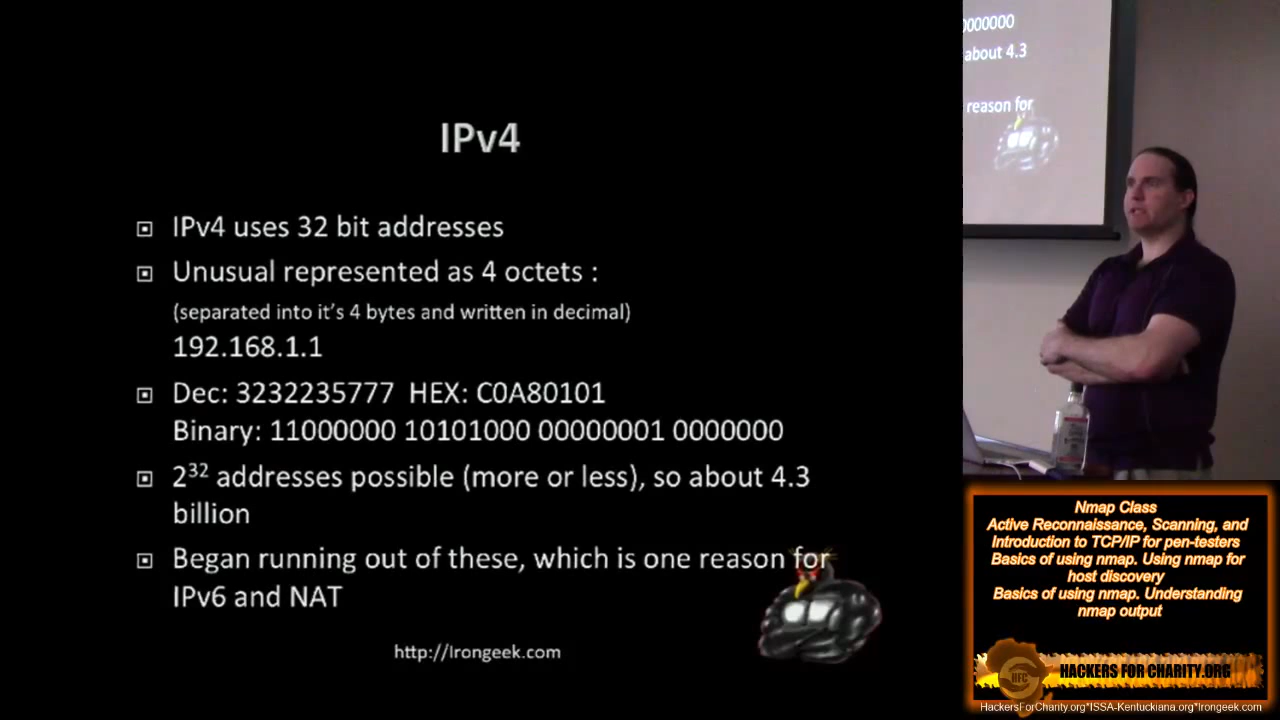 IPv4
IPv4 uses 32 bit addresses
Unusual represented as 4 octets :
(separated into it's 4 bytes and written in decimal)
192.168.1.1
Dec: 3232235777 HEX: C0A80101
Binary: 11000000 10101000 00000001 0000000
2³² addresses possible (more or less), so about 4.3
billion
Began running out of these, which is one reason for
IPv6 and NAT
http://Irongeek.com
0000000
about 4.3
reason for
Nmap Class
Active Reconnaissance, Scanning, and
Introduction to TCP/IP for pen-testers
Basics of using nmap. Using nmap for
host discovery
Basics of using nmap. Understanding
nmap output
HFC
HACKERS FOR CHARITY.ORG
HackersForCharity.org*ISSA-Kentuckiana.org*Irongeek.com